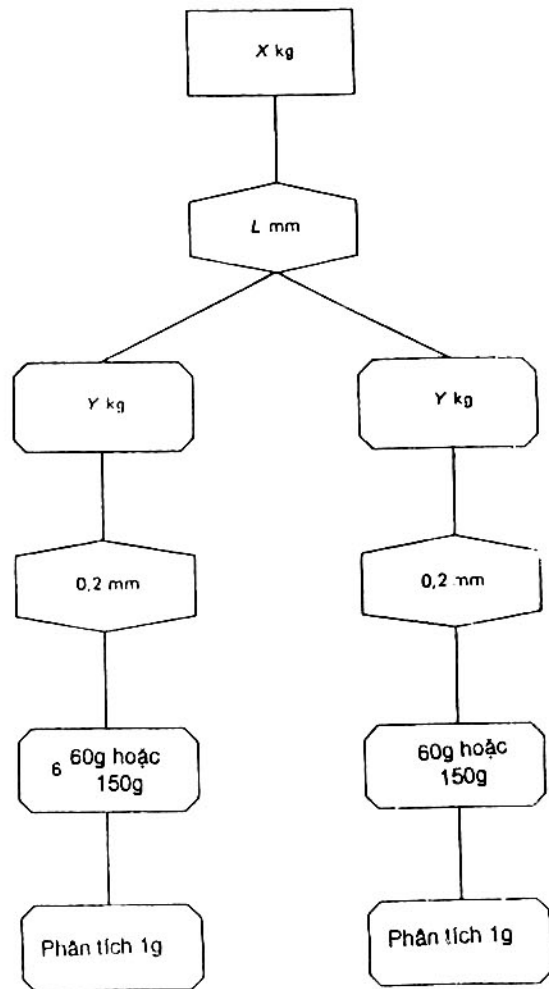 X kg
L mm
Y kg
Y kg
0,2 mm
0,2 mm
6 60g hoặc
150g
60g hoặc
150g
Phân tích 1g
Phân tích 1g